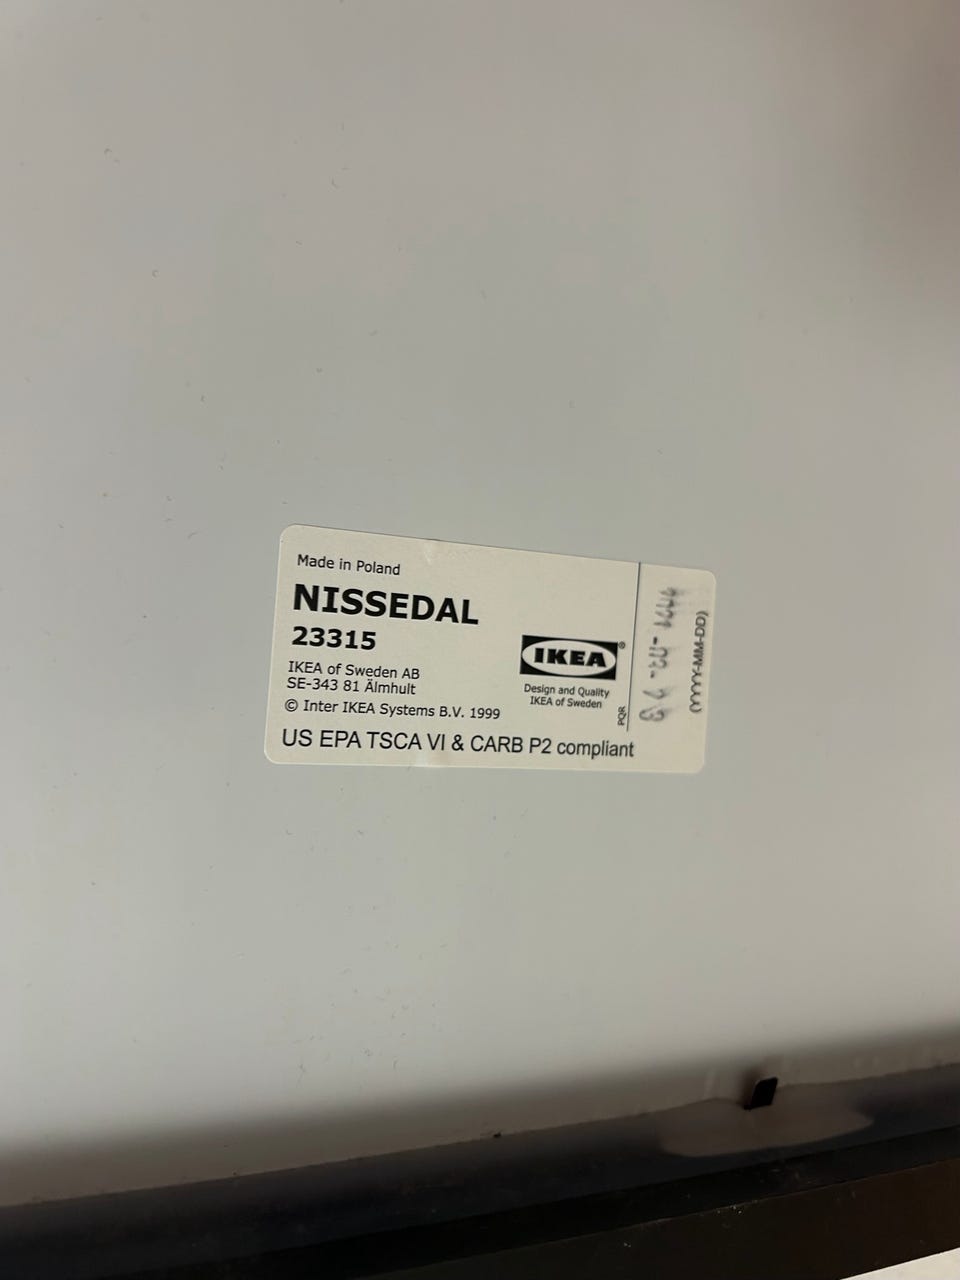 Made in Poland
NISSEDAL
23315
IKEA of Sweden AB
SE-343 81 Älmhult
© Inter IKEA Systems B.V. 1999
US EPA TSCA VI & CARB P2 compliant
IKEA®
Design and Quality
IKEA of Sweden
PQR
(YYYY-MM-DD)